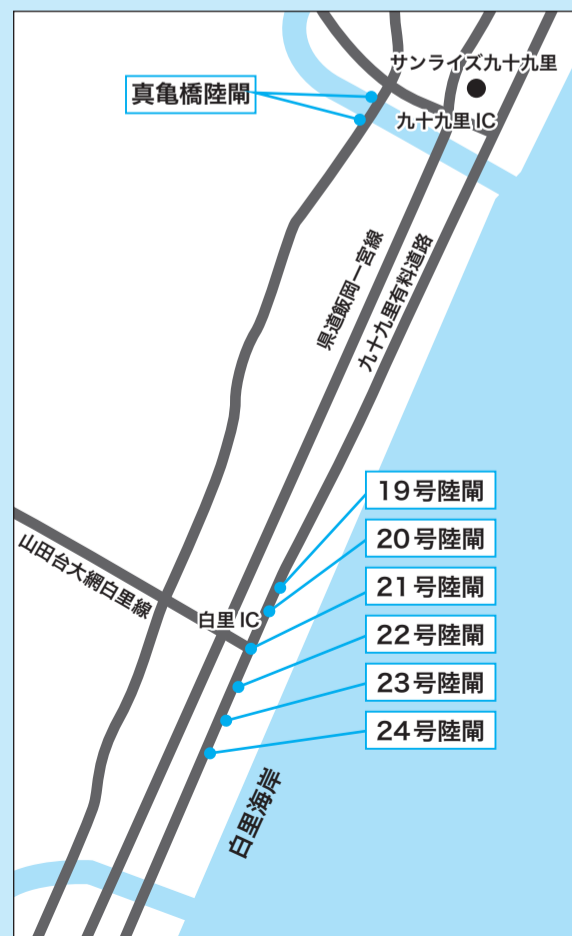 サンライズ九十九里
真亀橋陸閘
九十九里 IC
県道飯岡一宮線
九十九里有料道路
19号陸閘
20号陸閘
山田台大網白里線
21号陸閘
白里 IC
22号陸閘
23号陸閘
24号陸閘
白里海岸